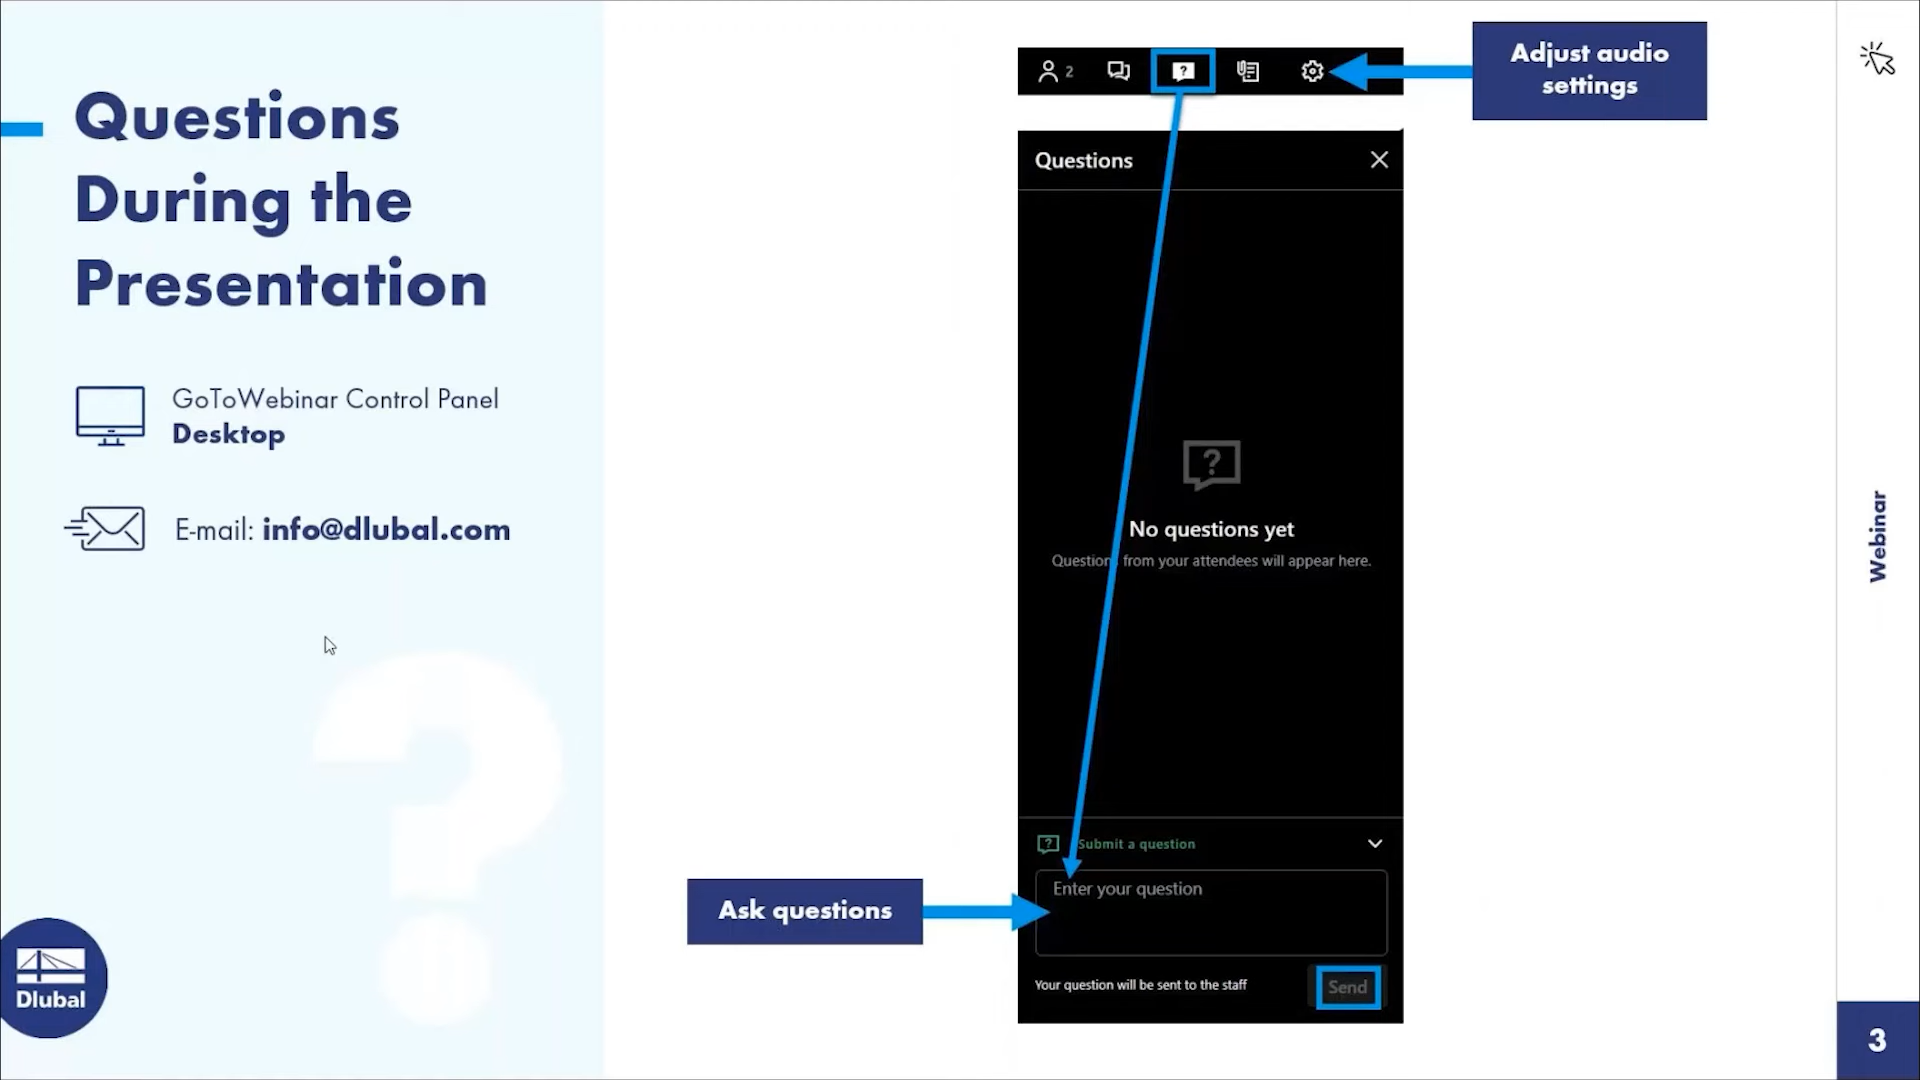 Questions
During the
Presentation
GoToWebinar Control Panel
Desktop
E-mail: info@dlubal.com
Dlubal
2
?
Adjust audio
settings
Questions
?
No questions yet
Questions from your attendees will appear here.
? Submit a question
Enter your question
Ask questions
Your question will be sent to the staff
Send
Webinar
3